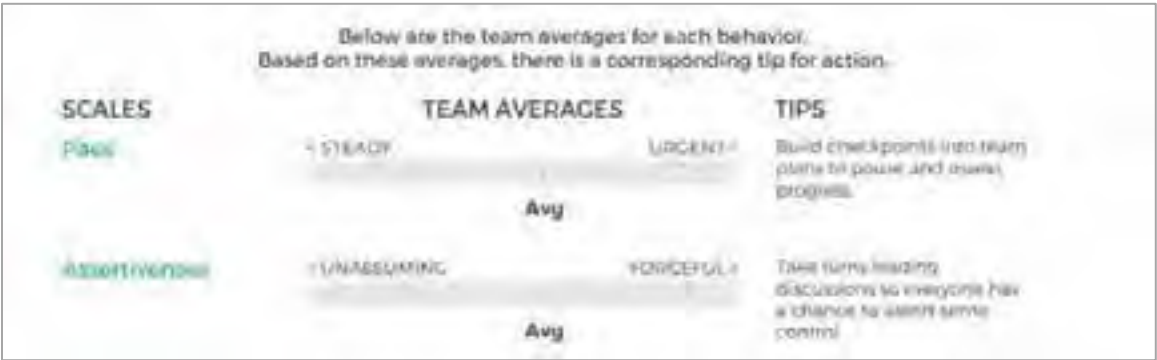 Below are the team averages for each behavior.
Based on these averages, there is a corresponding tip for action.
SCALES TEAM AVERAGES TIPS
Pace < STEADY URGENT > Build checkpoints into team
plans to pause and assess
progress.
Avg
Assertiveness < UNASSUMING FORCEFUL > Take turns leading
discussions so everyone has
a chance to assert some
control.
Avg